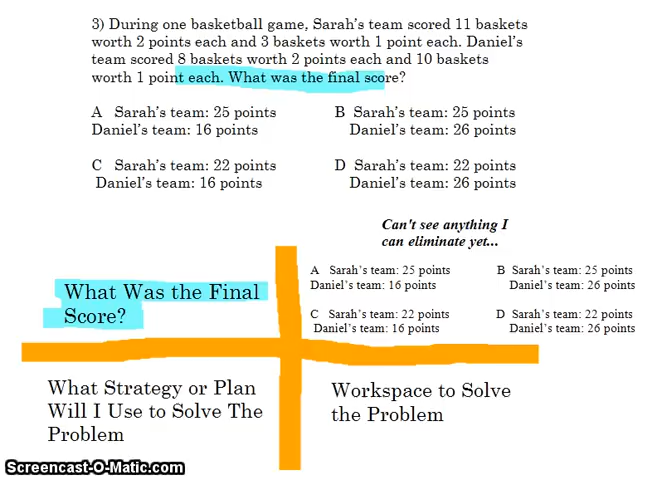 3) During one basketball game, Sarah's team scored 11 baskets
worth 2 points each and 3 baskets worth 1 point each. Daniel's
team scored 8 baskets worth 2 points each and 10 baskets
worth 1 point each. What was the final score?
A Sarah's team: 25 points
Daniel's team: 16 points
B Sarah's team: 25 points
Daniel's team: 26 points
C Sarah's team: 22 points
Daniel's team: 16 points
D Sarah's team: 22 points
Daniel's team: 26 points
Can't see anything I
can eliminate yet...
What Was the Final
Score?
A Sarah's team: 25 points
Daniel's team: 16 points
B Sarah's team: 25 points
Daniel's team: 26 points
C Sarah's team: 22 points
Daniel's team: 16 points
D Sarah's team: 22 points
Daniel's team: 26 points
What Strategy or Plan
Will I Use to Solve The
Problem
Workspace to Solve
the Problem
Screencast-O-Matic.com